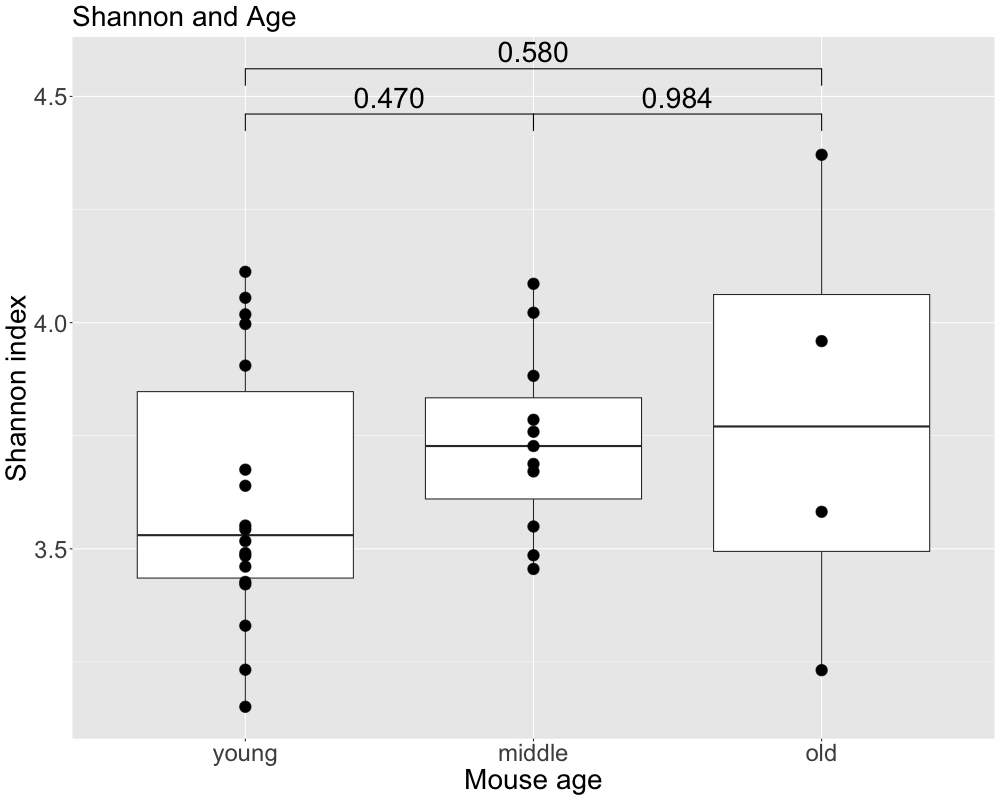 Shannon and Age
0.580
0.470
0.984
4.5
4.0
3.5
Shannon index
young
middle
old
Mouse age